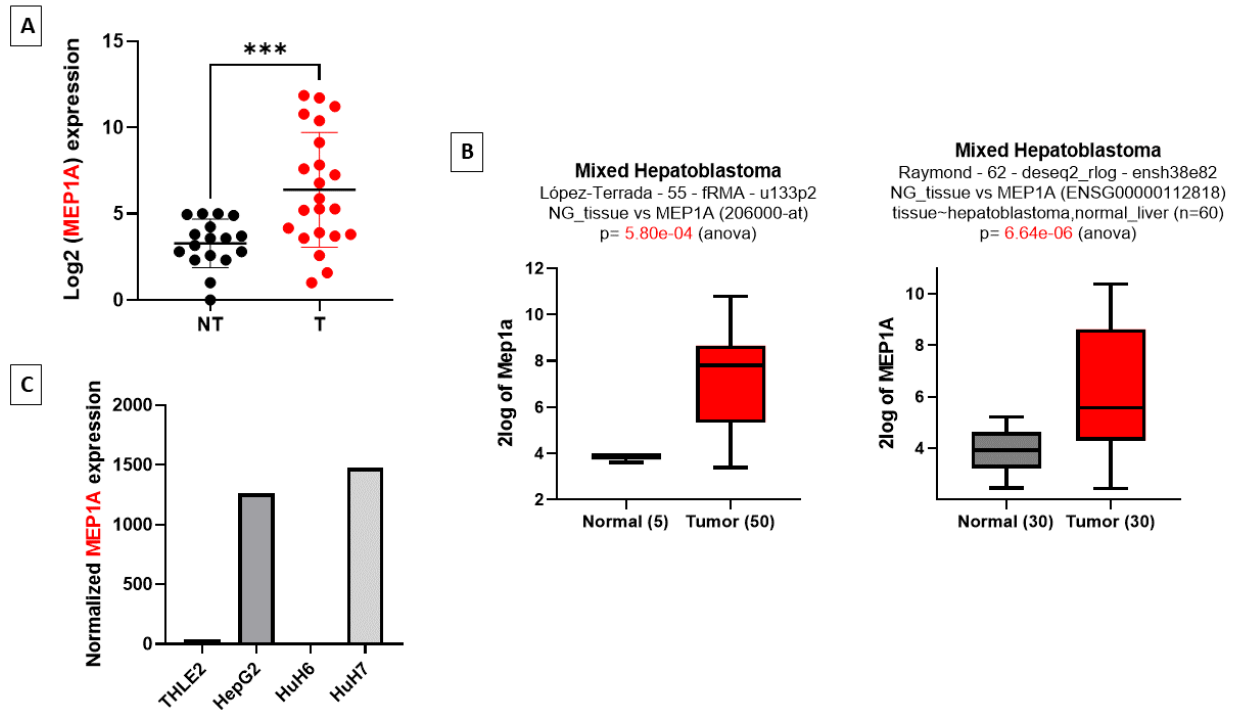 A
Log2 (MEP1A) expression
15
10
5
0
***
NT
T
B
Mixed Hepatoblastoma
López-Terrada - 55 - fRMA - u133p2
NG_tissue vs MEP1A (206000-at)
p= 5.80e-04 (anova)
2log of Mep1a
12
10
8
6
4
2
Normal (5)
Tumor (50)
Mixed Hepatoblastoma
Raymond - 62 - deseq2_rlog - ensh38e82
NG_tissue vs MEP1A (ENSG00000112818)
tissue~hepatoblastoma,normal_liver (n=60)
p= 6.64e-06 (anova)
2log of MEP1A
10
8
6
4
Normal (30)
Tumor (30)
C
Normalized MEP1A expression
2000
1500
1000
500
0
THLE2
HepG2
HuH6
HuH7